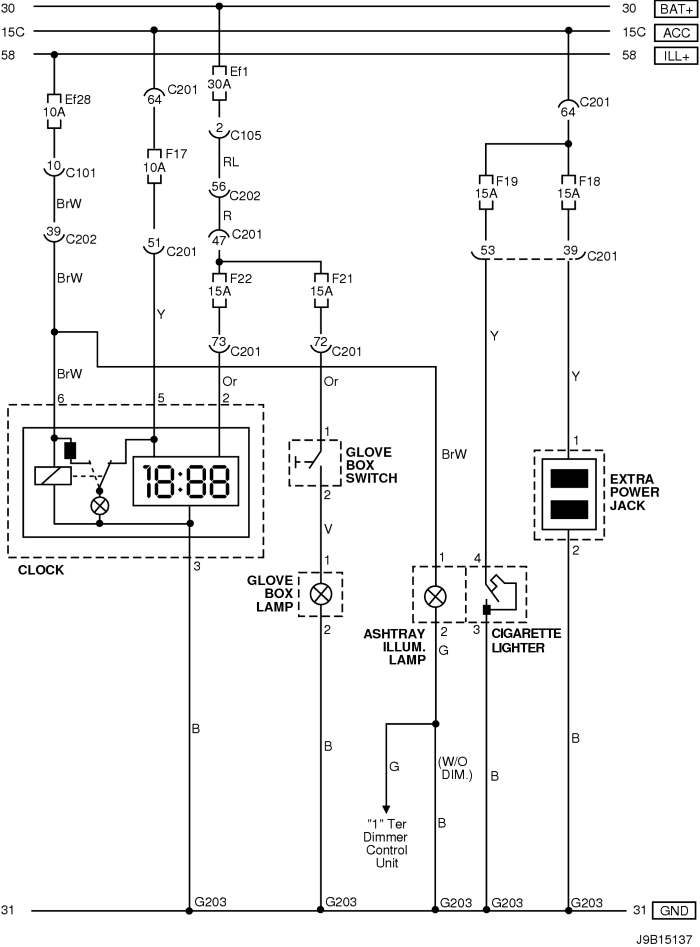 30
30 BAT+
15C
15C ACC
58
58 ILL+
Ef28
10A
C201
64
Ef1
30A
C201
64
2
C105
10
C101
F17
10A
RL
56
C202
F19
15A
F18
15A
BrW
R
39
C202
51
C201
47
C201
53
39
C201
BrW
F22
15A
F21
15A
Y
Y
73
C201
72
C201
BrW
Or
Or
Y
6
5
2
18:88
1
GLOVE
BOX
SWITCH
2
BrW
1
EXTRA
POWER
JACK
2
V
CLOCK
3
GLOVE
BOX
LAMP
1
2
1
4
ASHTRAY
ILLUM.
LAMP
2
3
CIGARETTE
LIGHTER
G
B
B
B
G
(W/O
DIM.)
B
B
"1" Ter
Dimmer
Control
Unit
G203
G203
G203
G203
G203
31
31 GND
J9B15137